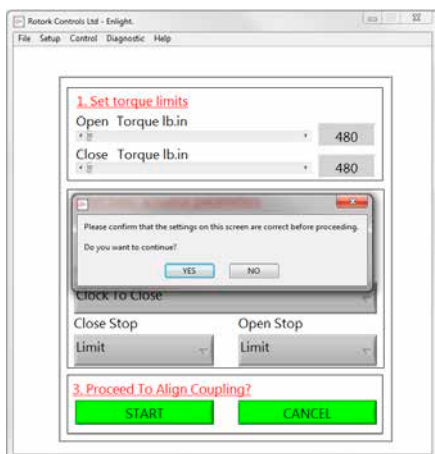 Rotork Controls Ltd - Enlight.
File Setup Control Diagnostic Help
1. Set torque limits
Open Torque lb.in
480
Close Torque lb.in
480
Please confirm that the settings on this screen are correct before proceeding.
Do you want to continue?
YES NO
Clock To Close
Close Stop Open Stop
Limit Limit
3. Proceed To Align Coupling?
START CANCEL